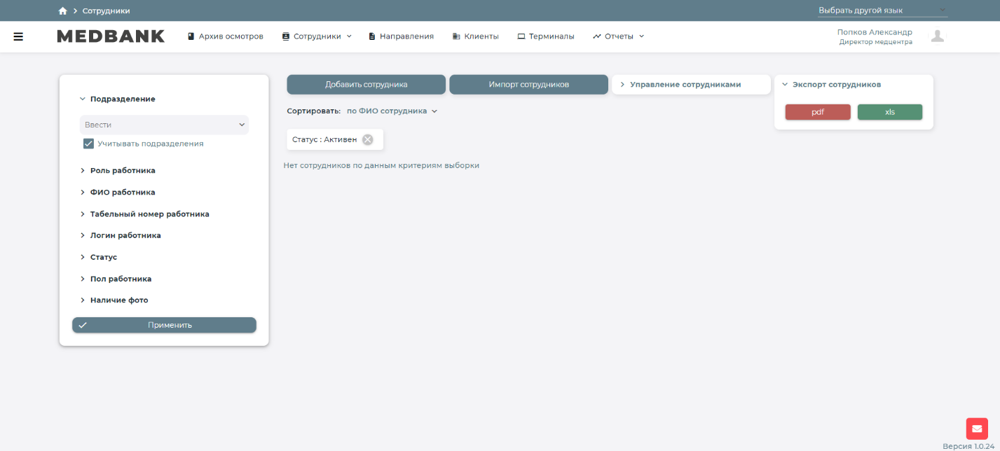 Сотрудники
Выбрать другой язык
MEDBANK
Архив осмотров
Сотрудники
Направления
Клиенты
Терминалы
Отчеты
Попков Александр
Директор медцентра
Подразделение
Ввести
Учитывать подразделения
Роль работника
ФИО работника
Табельный номер работника
Логин работника
Статус
Пол работника
Наличие фото
Применить
Добавить сотрудника
Импорт сотрудников
Управление сотрудниками
Экспорт сотрудников
pdf
xls
Сортировать: по ФИО сотрудника
Статус : Активен
Нет сотрудников по данным критериям выборки
Версия 1.0.24